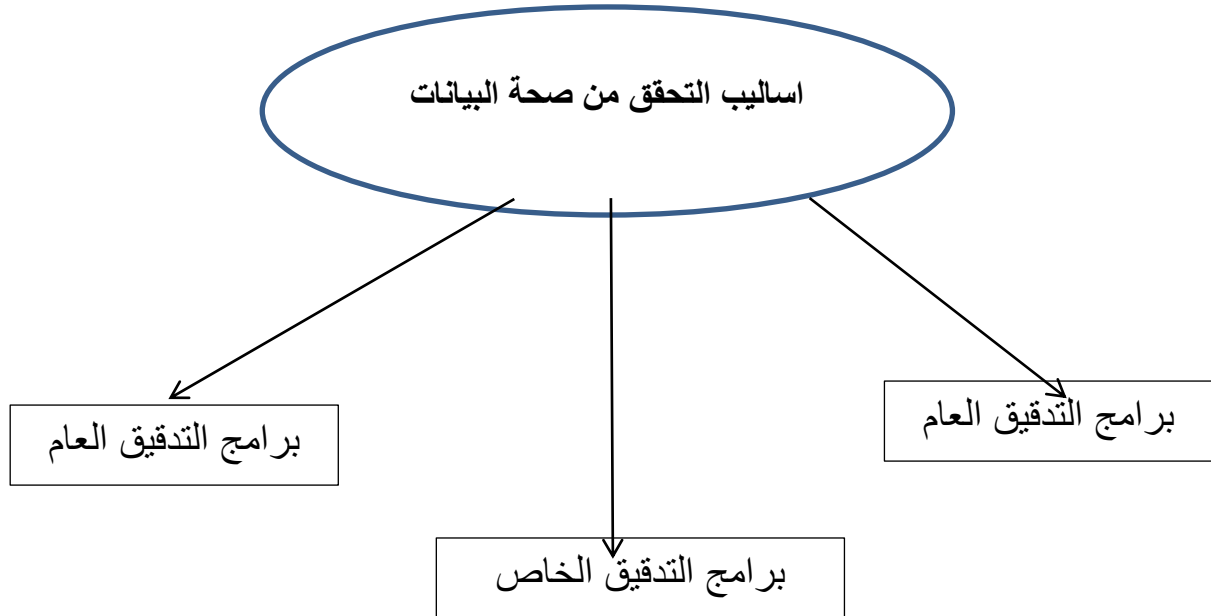 اساليب التحقق من صحة البيانات
برامج التدقيق العام
برامج التدقيق العام
برامج التدقيق الخاص